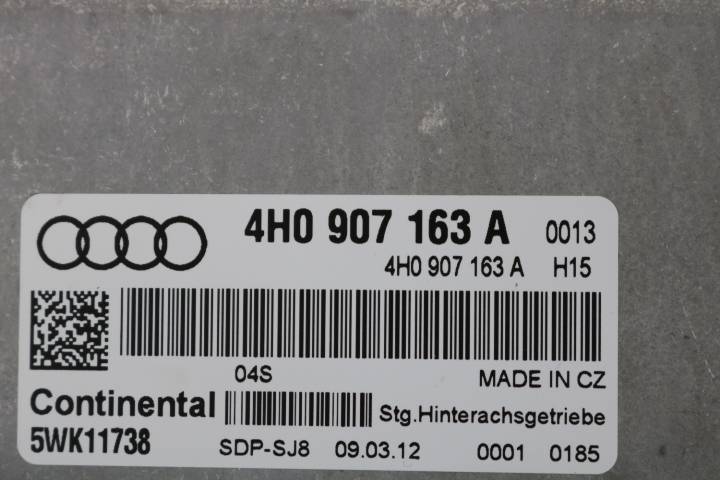 4H0 907 163 A 0013
4H0 907 163 A H15
04S MADE IN CZ
Continental Stg.Hinterachsgetriebe
5WK11738 SDP-SJ8 09.03.12 0001 0185